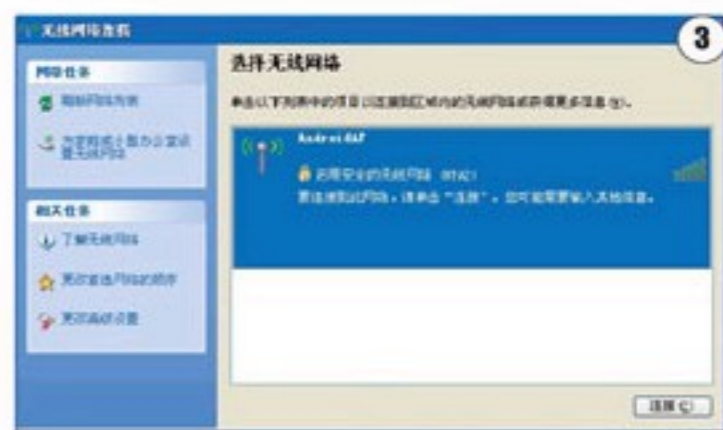 无线网络连接
3
网络任务
刷新网络列表
为家庭或小型办公室设
置无线网络
相关任务
了解无线网络
更改首选网络的顺序
更改高级设置
选择无线网络
单击以下列表中的项目以连接到区域内的无线网络或获得更多信息(W)。
AndroidAP
启用安全的无线网络 (WPA2)
要连接到此网络，请单击“连接”。您可能需要输入其他信息。
连接(C)